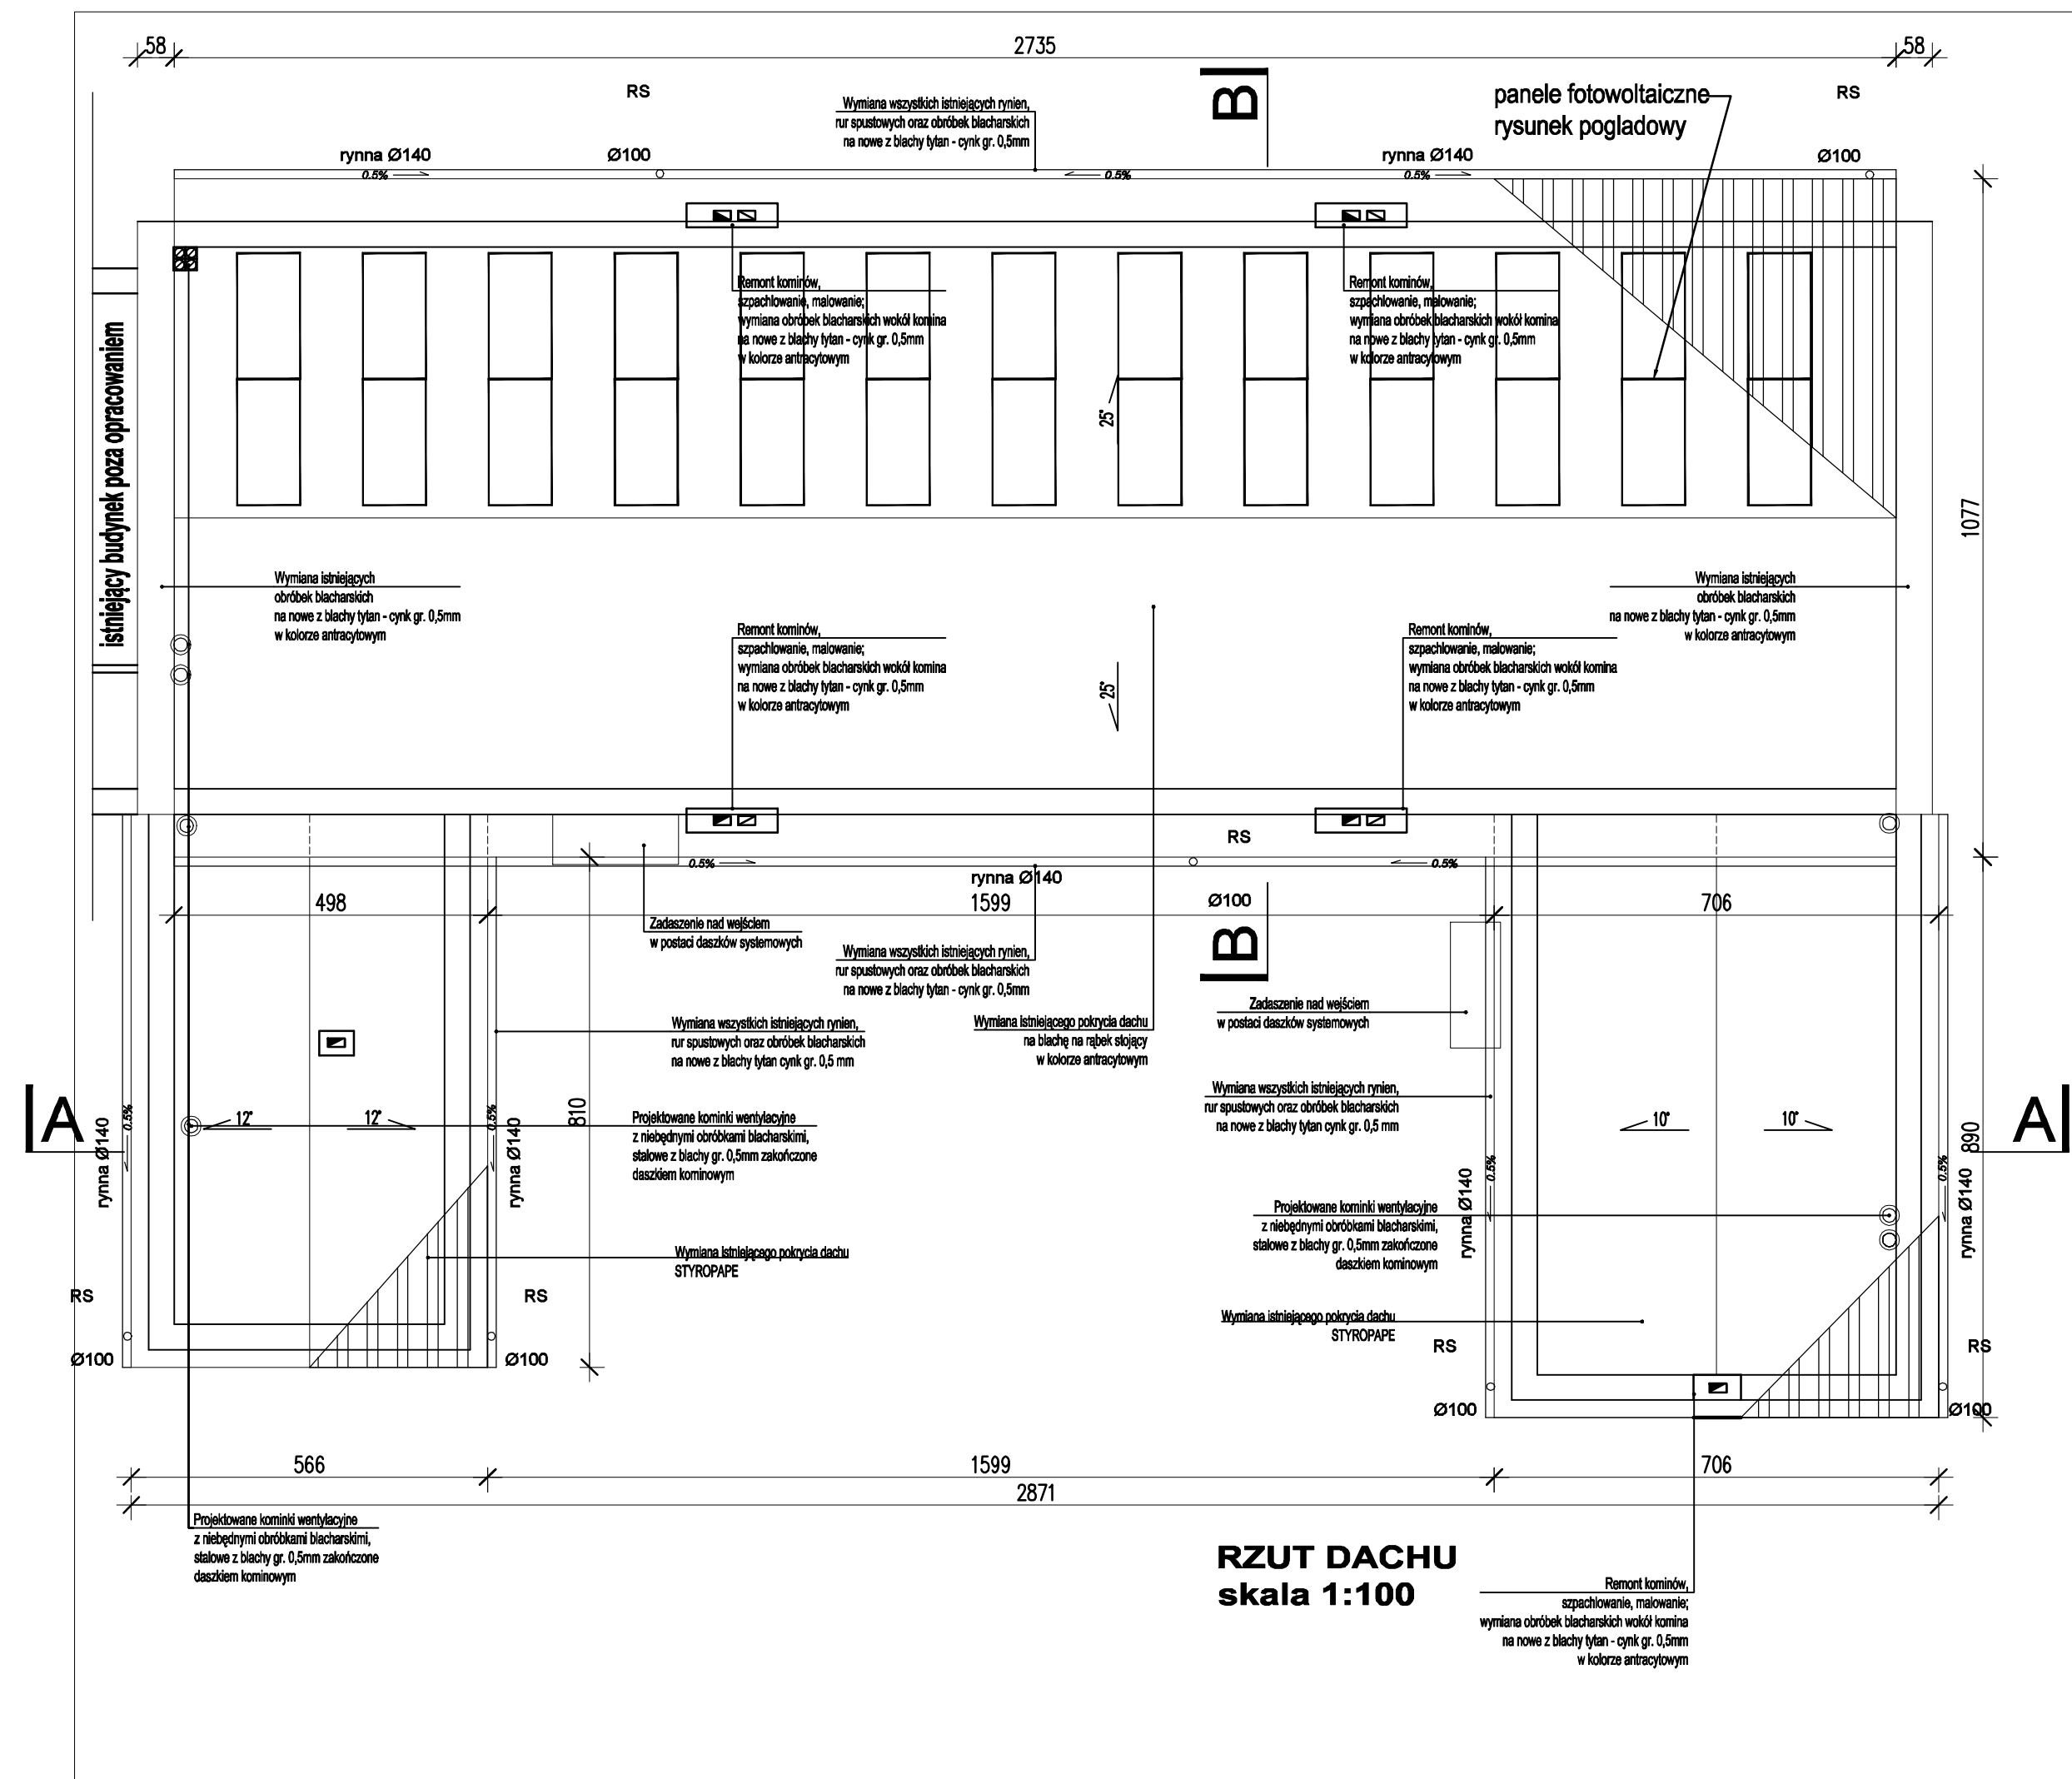 58
2735
58
RS
B
panele fotowoltaiczne
rysunek pogladowy
RS
Wymiana wszystkich istniejących rynien,
rur spustowych oraz obróbek blacharskich
na nowe z blachy tytan - cynk gr. 0,5mm
rynna Ø140
Ø100
rynna Ø140
Ø100
0.5%
0.5%
0.5%
Remont kominów,
szpachlowanie, malowanie;
wymiana obróbek blacharskich wokół komina
na nowe z blachy tytan - cynk gr. 0,5mm
w kolorze antracytowym
Remont kominów,
szpachlowanie, malowanie;
wymiana obróbek blacharskich wokół komina
na nowe z blachy tytan - cynk gr. 0,5mm
w kolorze antracytowym
25°
istniejący budynek poza opracowaniem
1077
Wymiana istniejących
obróbek blacharskich
na nowe z blachy tytan - cynk gr. 0,5mm
w kolorze antracytowym
Wymiana istniejących
obróbek blacharskich
na nowe z blachy tytan - cynk gr. 0,5mm
w kolorze antracytowym
Remont kominów,
szpachlowanie, malowanie;
wymiana obróbek blacharskich wokół komina
na nowe z blachy tytan - cynk gr. 0,5mm
w kolorze antracytowym
25°
Remont kominów,
szpachlowanie, malowanie;
wymiana obróbek blacharskich wokół komina
na nowe z blachy tytan - cynk gr. 0,5mm
w kolorze antracytowym
RS
0.5%
0.5%
rynna Ø140
498
1599
Ø100
706
Zadaszenie nad wejściem
w postaci daszków systemowych
Wymiana wszystkich istniejących rynien,
rur spustowych oraz obróbek blacharskich
na nowe z blachy tytan - cynk gr. 0,5mm
B
Zadaszenie nad wejściem
w postaci daszków systemowych
Wymiana wszystkich istniejących rynien,
rur spustowych oraz obróbek blacharskich
na nowe z blachy tytan cynk gr. 0,5 mm
Wymiana istniejącego pokrycia dachu
na blachę na rąbek stojący
w kolorze antracytowym
Wymiana wszystkich istniejących rynien,
rur spustowych oraz obróbek blacharskich
na nowe z blachy tytan cynk gr. 0,5 mm
A
rynna Ø140
0.5%
12°
12°
0.5%
rynna Ø140
810
Projektowane kominki wentylacyjne
z niebędnymi obróbkami blacharskimi,
stalowe z blachy gr. 0,5mm zakończone
daszkiem kominowym
10°
10°
890
A
rynna Ø140
0.5%
0.5%
rynna Ø140
Projektowane kominki wentylacyjne
z niebędnymi obróbkami blacharskimi,
stalowe z blachy gr. 0,5mm zakończone
daszkiem kominowym
Wymiana istniejącego pokrycia dachu
STYROPAPE
RS
RS
Wymiana istniejącego pokrycia dachu
STYROPAPE
RS
RS
Ø100
Ø100
Ø100
Ø100
566
1599
706
2871
Projektowane kominki wentylacyjne
z niebędnymi obróbkami blacharskimi,
stalowe z blachy gr. 0,5mm zakończone
daszkiem kominowym
RZUT DACHU
skala 1:100
Remont kominów,
szpachlowanie, malowanie;
wymiana obróbek blacharskich wokół komina
na nowe z blachy tytan - cynk gr. 0,5mm
w kolorze antracytowym